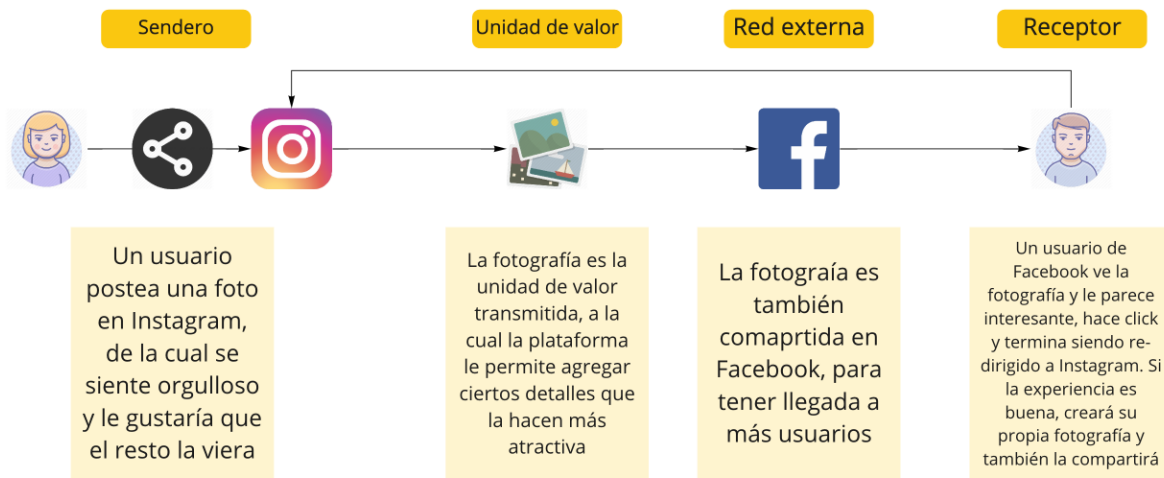 Sendero
Unidad de valor
Red externa
Receptor
Un usuario
postea una foto
en Instagram,
de la cual se
siente orgulloso
y le gustaría que
el resto la viera
La fotografía es la
unidad de valor
transmitida, a la
cual la plataforma
le permite agregar
ciertos detalles que
la hacen más
atractiva
La fotograía es
también
comaprtida en
Facebook, para
tener llegada a
más usuarios
Un usuario de
Facebook ve la
fotografía y le parece
interesante, hace click
y termina siendo re-
dirigido a Instagram. Si
la experiencia es
buena, creará su
propia fotografía y
también la compartirá